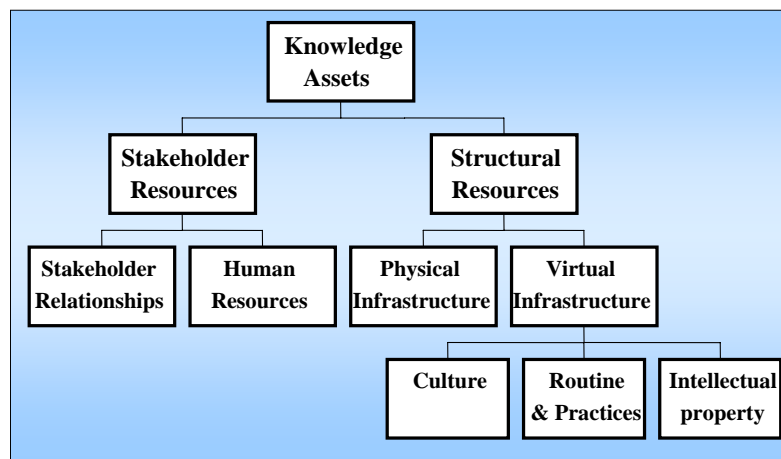 Knowledge
Assets
Stakeholder
Resources
Structural
Resources
Stakeholder
Relationships
Human
Resources
Physical
Infrastructure
Virtual
Infrastructure
Culture
Routine
& Practices
Intellectual
property